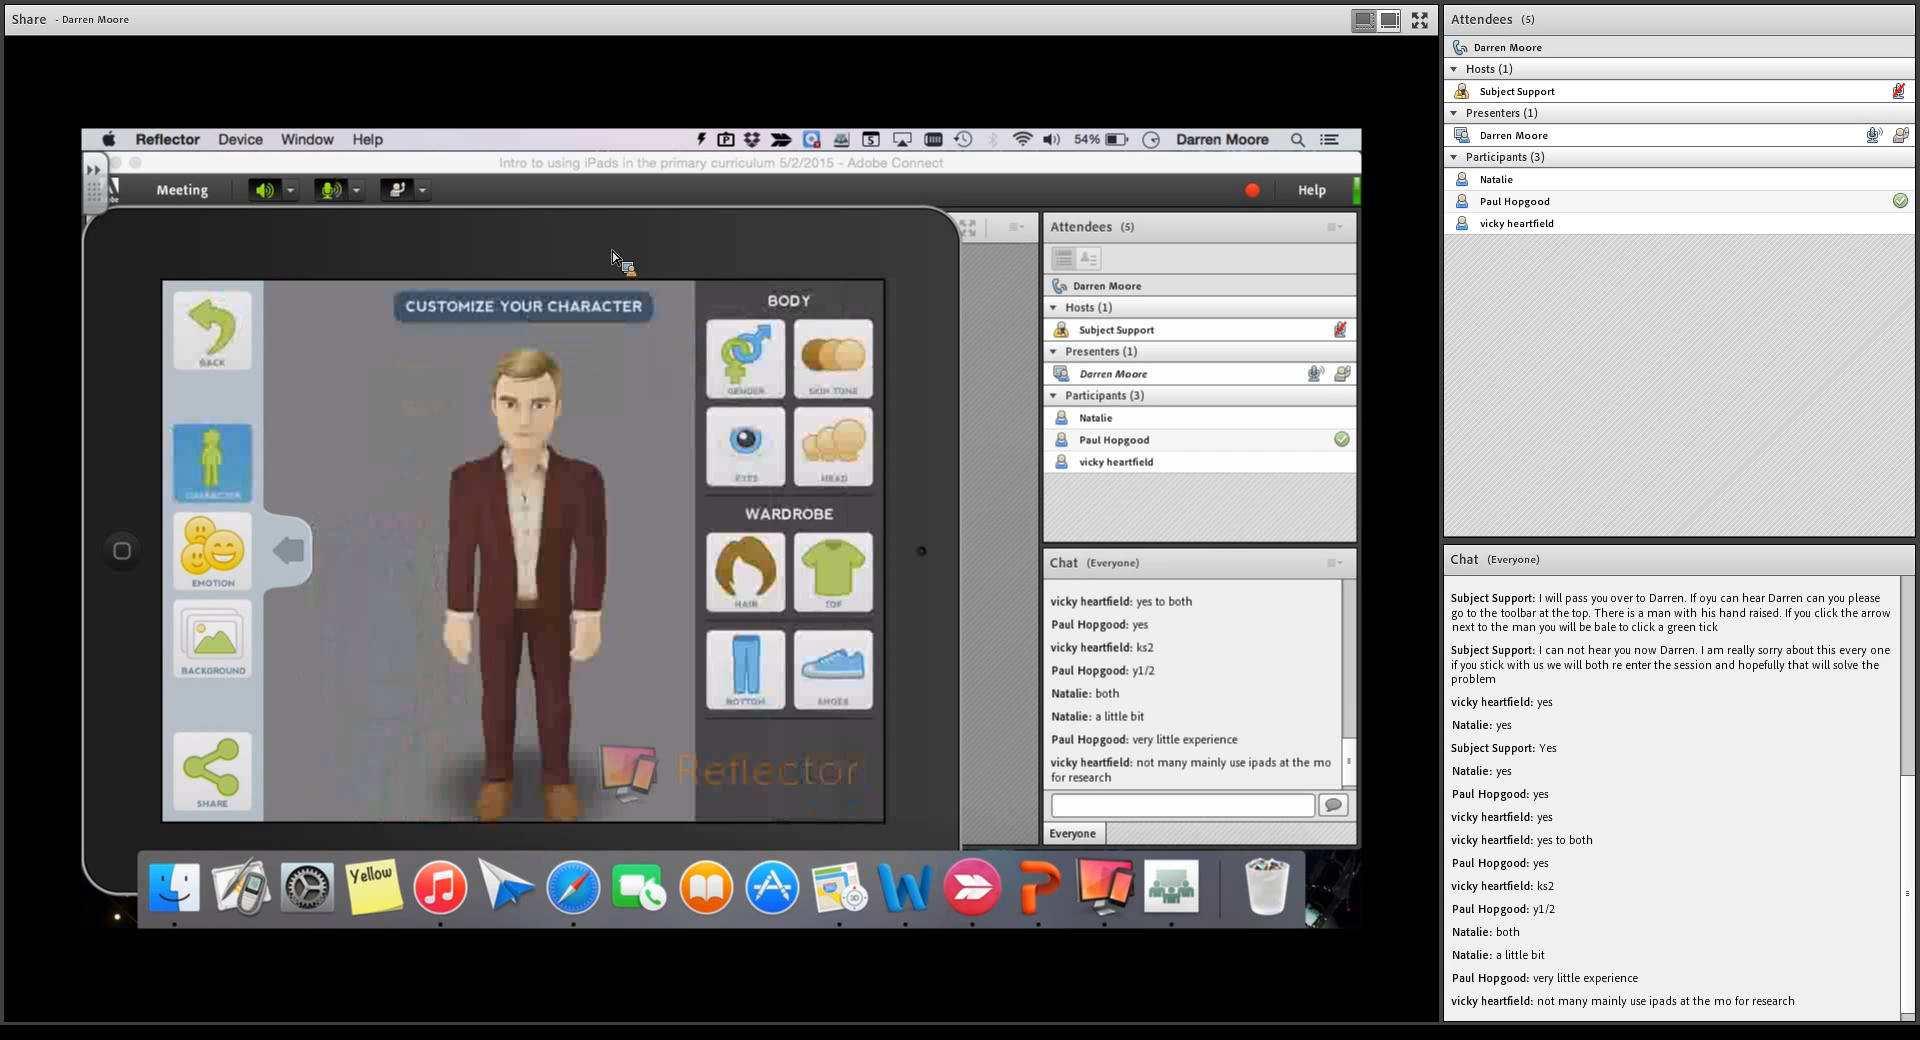 Share - Darren Moore
Reflector Device Window Help
54% Darren Moore
Intro to using iPads in the primary curriculum 5/2/2015 - Adobe Connect
Meeting
Help
CUSTOMIZE YOUR CHARACTER
BACK
CHARACTER
EMOTION
BACKGROUND
SHARE
BODY
GENDER SKIN TONE
EYES HEAD
WARDROBE
HAIR TOP
BOTTOM SHOES
Reflector
Attendees (5)
Darren Moore
Hosts (1)
Subject Support
Presenters (1)
Darren Moore
Participants (3)
Natalie
Paul Hopgood
vicky heartfield
Chat (Everyone)
vicky heartfield: yes to both
Paul Hopgood: yes
vicky heartfield: ks2
Paul Hopgood: y1/2
Natalie: both
Natalie: a little bit
Paul Hopgood: very little experience
vicky heartfield: not many mainly use ipads at the mo
for research
Everyone
Yellow
3D
W
P
Attendees (5)
Darren Moore
Hosts (1)
Subject Support
Presenters (1)
Darren Moore
Participants (3)
Natalie
Paul Hopgood
vicky heartfield
Chat (Everyone)
Subject Support: I will pass you over to Darren. If oyu can hear Darren can you please
go to the toolbar at the top. There is a man with his hand raised. If you click the arrow
next to the man you will be bale to click a green tick
Subject Support: I can not hear you now Darren. I am really sorry about this every one
if you stick with us we will both re enter the session and hopefully that will solve the
problem
vicky heartfield: yes
Natalie: yes
Subject Support: Yes
Natalie: yes
Paul Hopgood: yes
vicky heartfield: yes
vicky heartfield: yes to both
Paul Hopgood: yes
vicky heartfield: ks2
Paul Hopgood: y1/2
Natalie: both
Natalie: a little bit
Paul Hopgood: very little experience
vicky heartfield: not many mainly use ipads at the mo for research